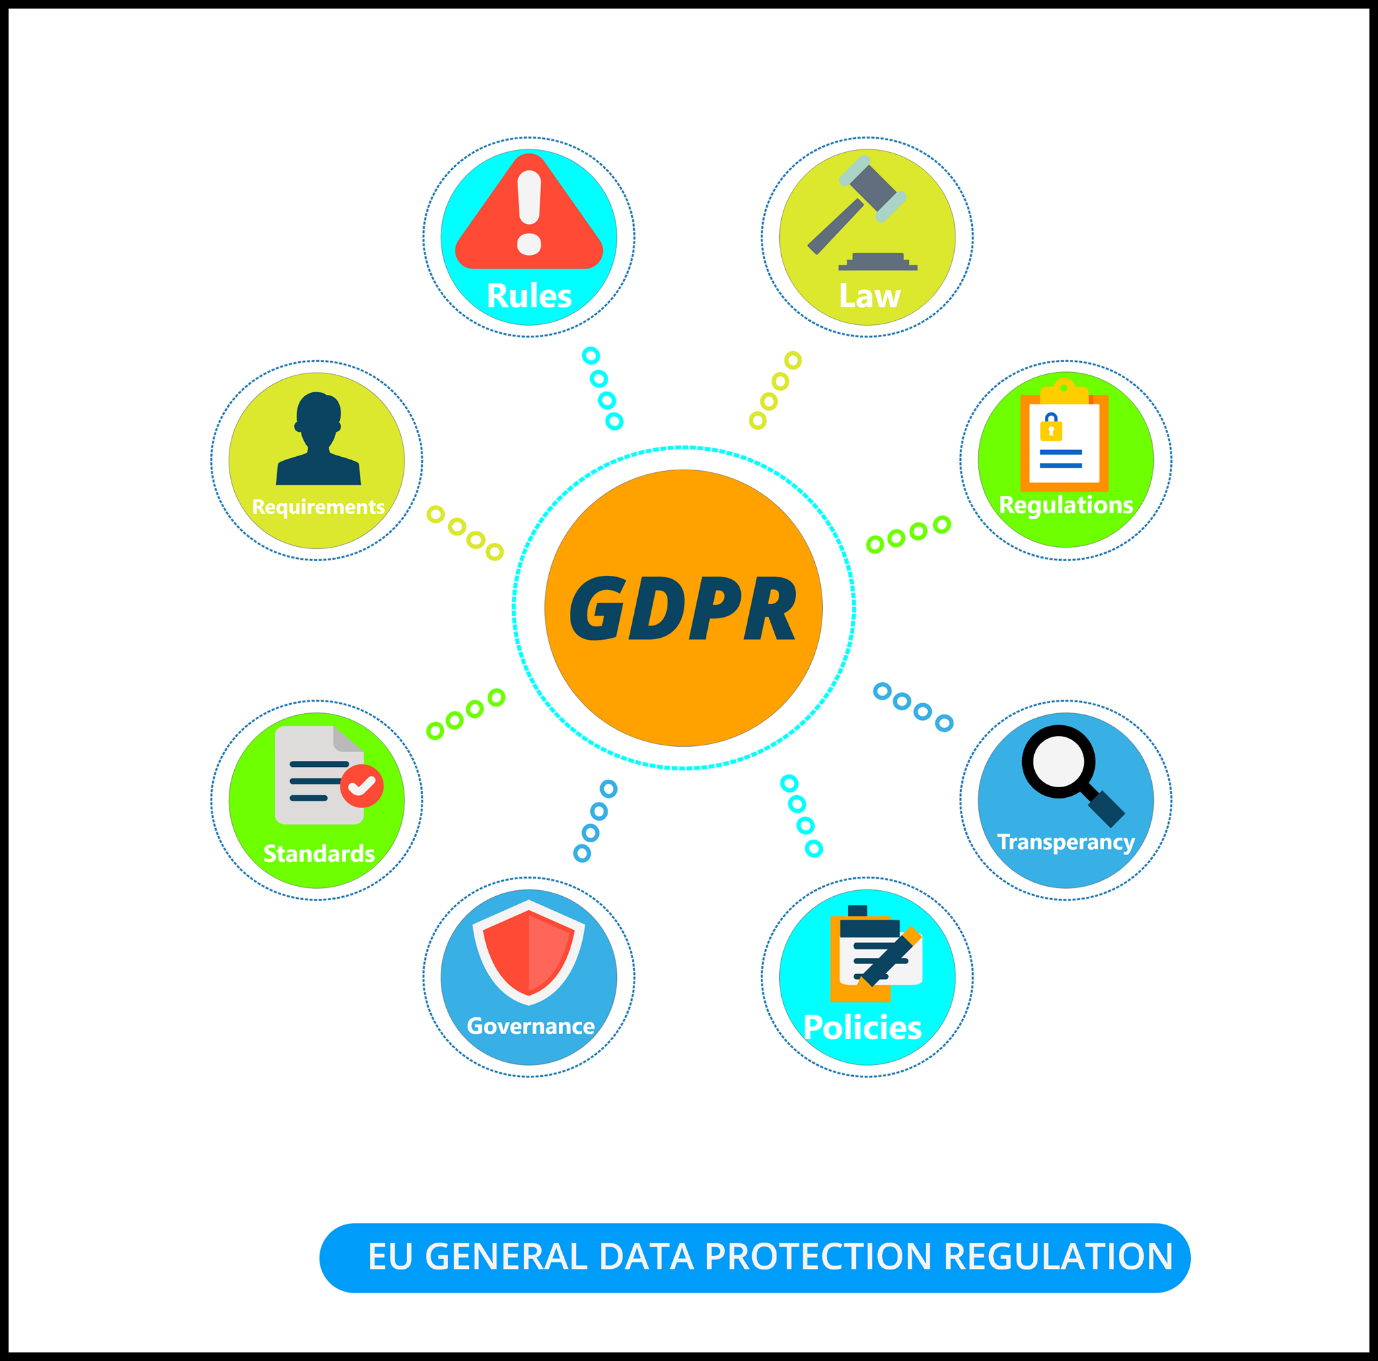 Rules
Law
Requirements
Regulations
GDPR
Standards
Transperancy
Governance
Policies
EU GENERAL DATA PROTECTION REGULATION